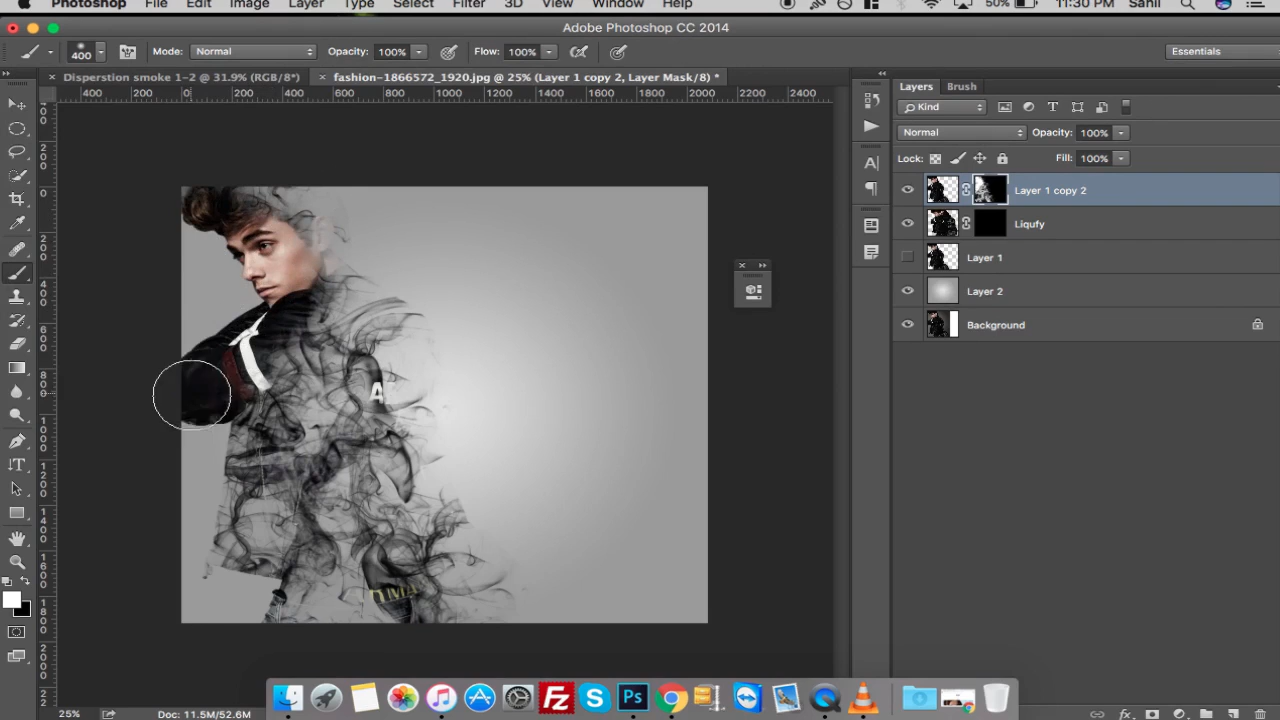 Photoshop File Edit Image Layer Type Select Filter 3D View Window Help 50% 11:30 PM Sahil
Adobe Photoshop CC 2014
400 Mode: Normal Opacity: 100% Flow: 100% Essentials
Disperstion smoke 1-2 @ 31.9% (RGB/8*) fashion-1866572_1920.jpg @ 25% (Layer 1 copy 2, Layer Mask/8) *
400 200 0 200 400 600 800 1000 1200 1400 1600 1800 2000 2200 2400
Layers Brush
Kind
Normal Opacity: 100%
Lock: Fill: 100%
Layer 1 copy 2
Liqufy
Layer 1
Layer 2
Background
A
25% Doc: 11.5M/52.6M